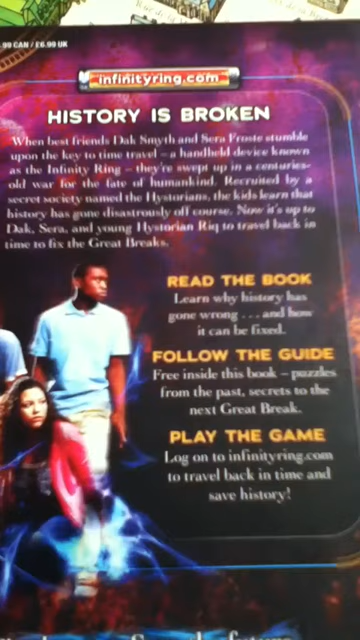 .99 CAN / £6.99 UK
infinityring.com
HISTORY IS BROKEN
When best friends Dak Smyth and Sera Froste stumble
upon the key to time travel – a handheld device known
as the Infinity Ring – they're swept up in a centuries-
old war for the fate of humankind. Recruited by a
secret society named the Hystorians, the kids learn that
history has gone disastrously off course. Now it's up to
Dak, Sera, and young Hystorian Riq to travel back in
time to fix the Great Breaks.
READ THE BOOK
Learn why history has
gone wrong . . . and how
it can be fixed.
FOLLOW THE GUIDE
Free inside this book – puzzles
from the past, secrets to the
next Great Break.
PLAY THE GAME
Log on to infinityring.com
to travel back in time and
save history!